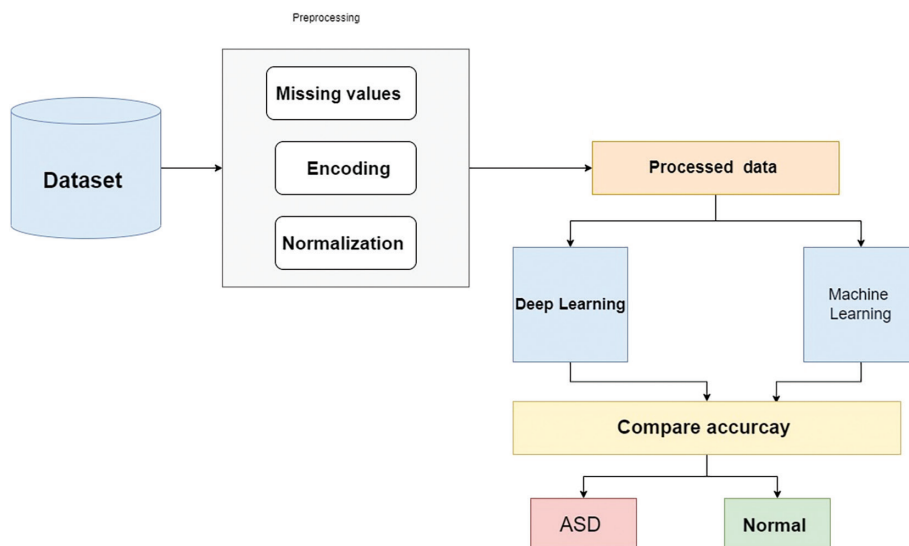 Preprocessing
Missing values
Dataset
Encoding
Normalization
Processed data
Deep Learning
Machine
Learning
Compare accurcay
ASD
Normal